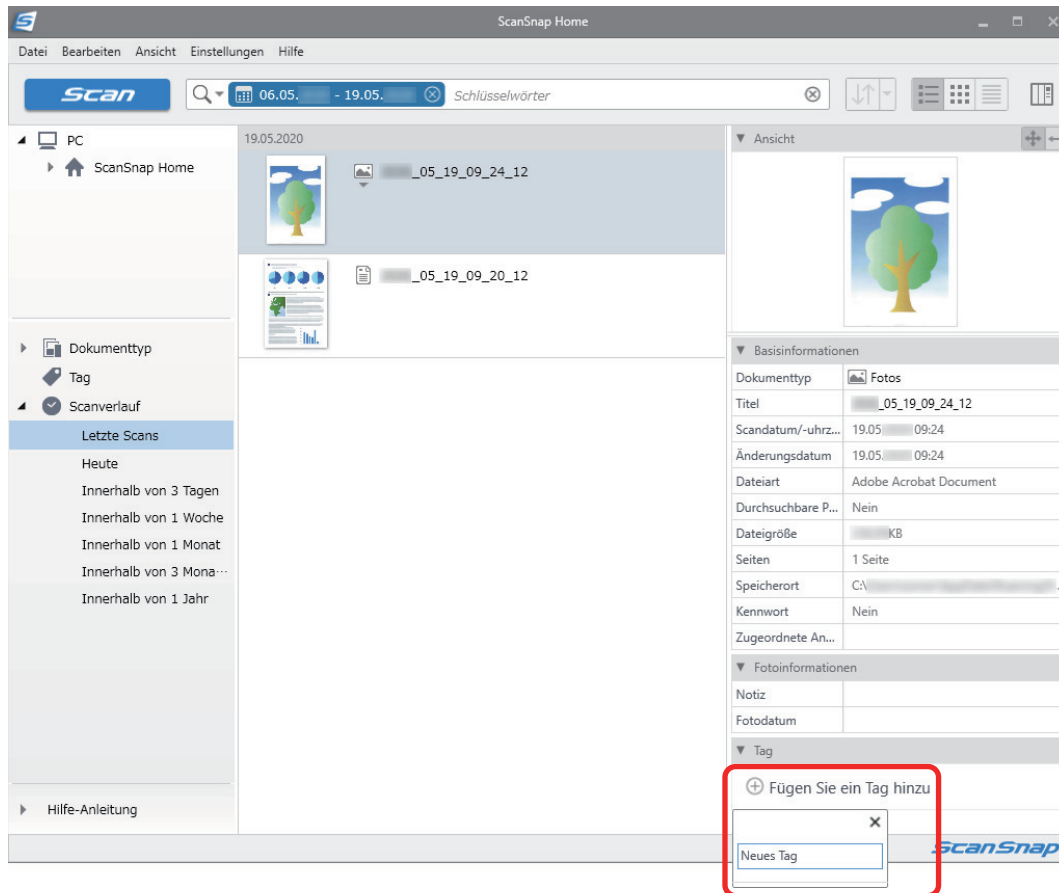 ScanSnap Home
Datei Bearbeiten Ansicht Einstellungen Hilfe
Scan
06.05. - 19.05.
Schlüsselwörter
PC
ScanSnap Home
Dokumenttyp
Tag
Scanverlauf
Letzte Scans
Heute
Innerhalb von 3 Tagen
Innerhalb von 1 Woche
Innerhalb von 1 Monat
Innerhalb von 3 Mona···
Innerhalb von 1 Jahr
Hilfe-Anleitung
19.05.2020
_05_19_09_24_12
_05_19_09_20_12
Ansicht
Basisinformationen
Dokumenttyp Fotos
Titel _05_19_09_24_12
Scandatum/-uhrz... 19.05 09:24
Änderungsdatum 19.05. 09:24
Dateiart Adobe Acrobat Document
Durchsuchbare P... Nein
Dateigröße KB
Seiten 1 Seite
Speicherort C:\
Kennwort Nein
Zugeordnete An...
Fotoinformationen
Notiz
Fotodatum
Tag
Fügen Sie ein Tag hinzu
Neues Tag
ScanSnap